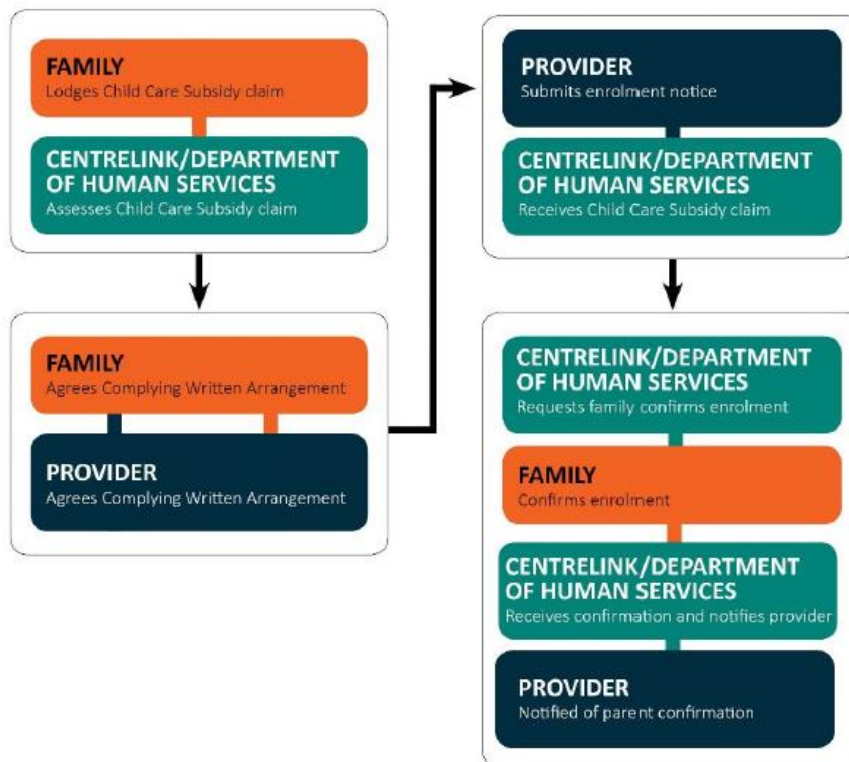 FAMILY
Lodges Child Care Subsidy claim
CENTRELINK/DEPARTMENT
OF HUMAN SERVICES
Assesses Child Care Subsidy claim
FAMILY
Agrees Complying Written Arrangement
PROVIDER
Agrees Complying Written Arrangement
PROVIDER
Submits enrolment notice
CENTRELINK/DEPARTMENT
OF HUMAN SERVICES
Receives Child Care Subsidy claim
CENTRELINK/DEPARTMENT
OF HUMAN SERVICES
Requests family confirms enrolment
FAMILY
Confirms enrolment
CENTRELINK/DEPARTMENT
OF HUMAN SERVICES
Receives confirmation and notifies provider
PROVIDER
Notified of parent confirmation